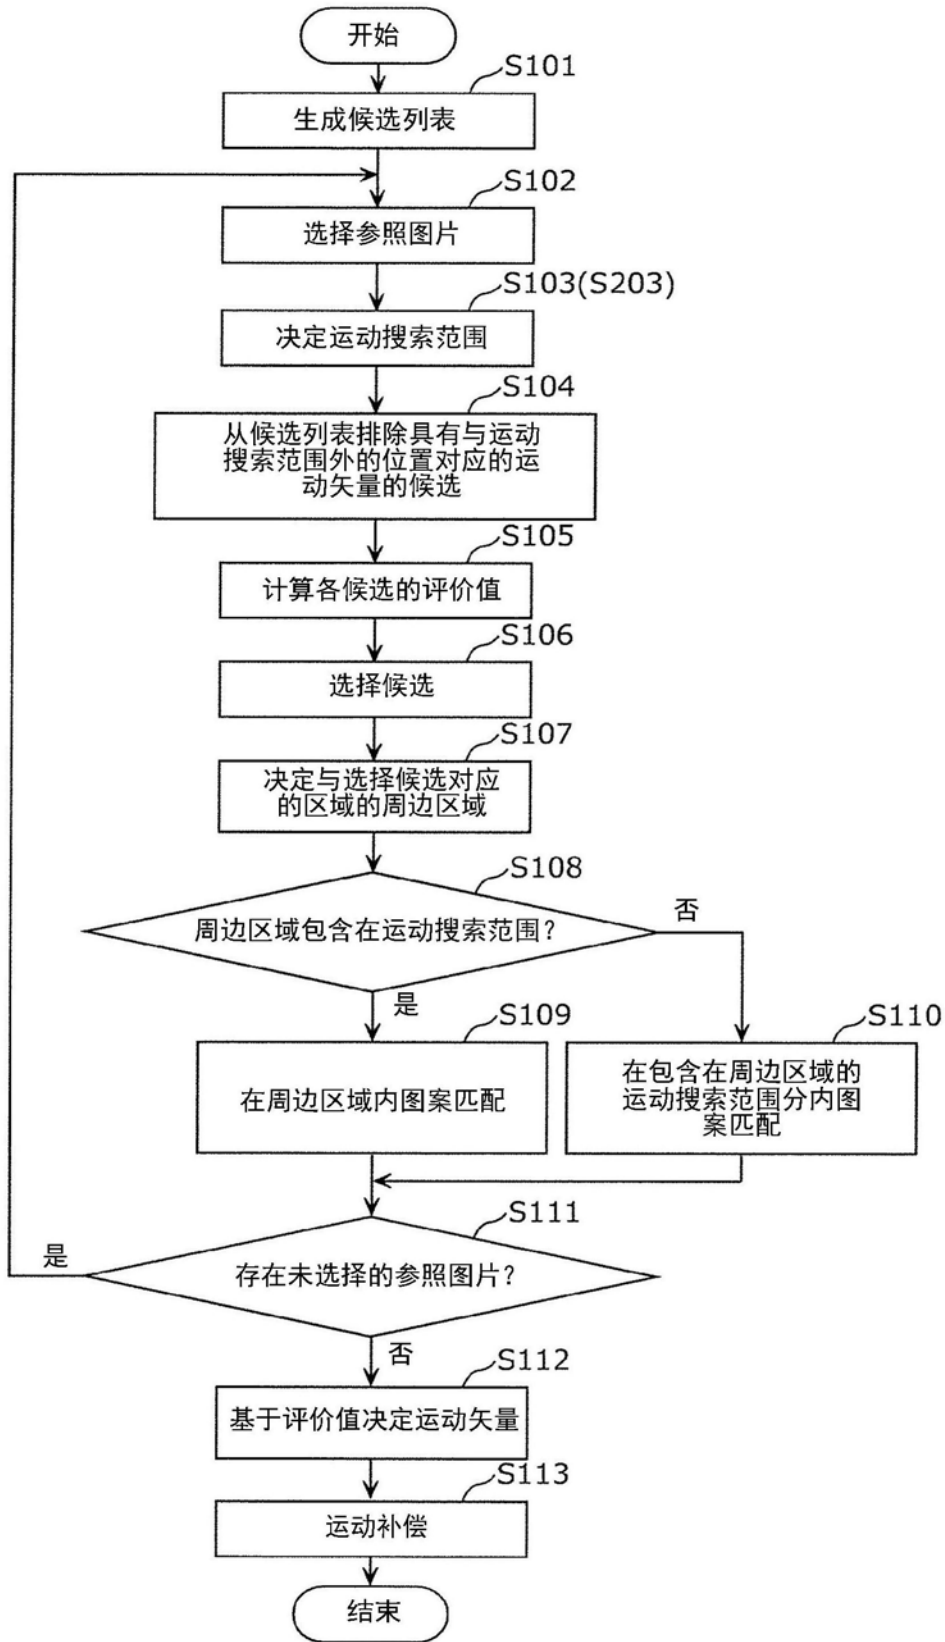 开始
S101
生成候选列表
S102
选择参照图片
S103(S203)
决定运动搜索范围
S104
从候选列表排除具有与运动
搜索范围外的位置对应的运
动矢量的候选
S105
计算各候选的评价值
S106
选择候选
S107
决定与选择候选对应
的区域的周边区域
S108
周边区域包含在运动搜索范围?
否
是
S109
在周边区域内图案匹配
S110
在包含在周边区域的
运动搜索范围分内图
案匹配
S111
是
存在未选择的参照图片?
否
S112
基于评价值决定运动矢量
S113
运动补偿
结束